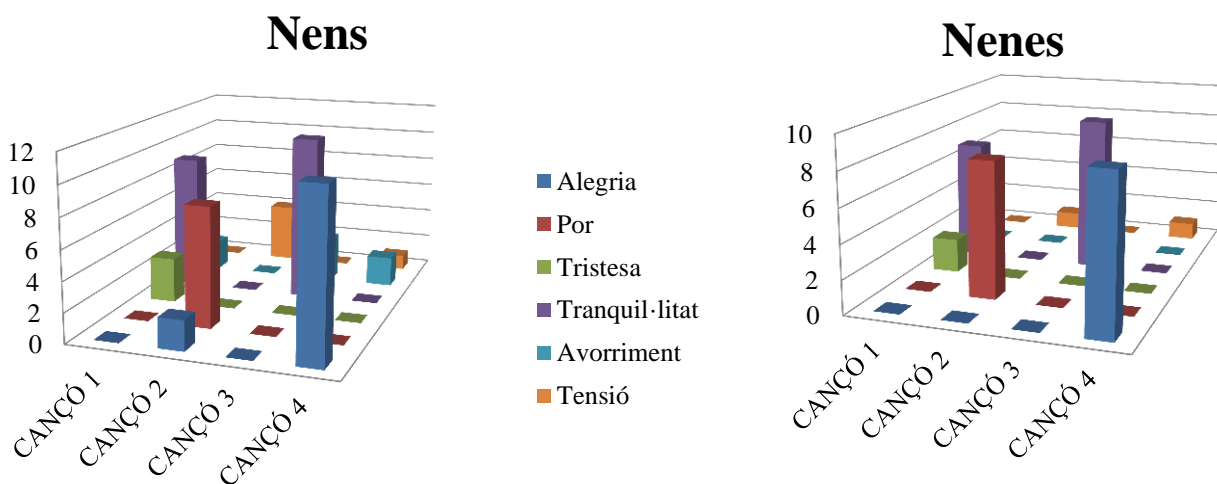 Nens
12
10
8
6
4
2
0
CANÇÓ 1
CANÇÓ 2
CANÇÓ 3
CANÇÓ 4
Alegria
Por
Tristesa
Tranquil·litat
Avorriment
Tensió
Nenes
10
8
6
4
2
0
CANÇÓ 1
CANÇÓ 2
CANÇÓ 3
CANÇÓ 4